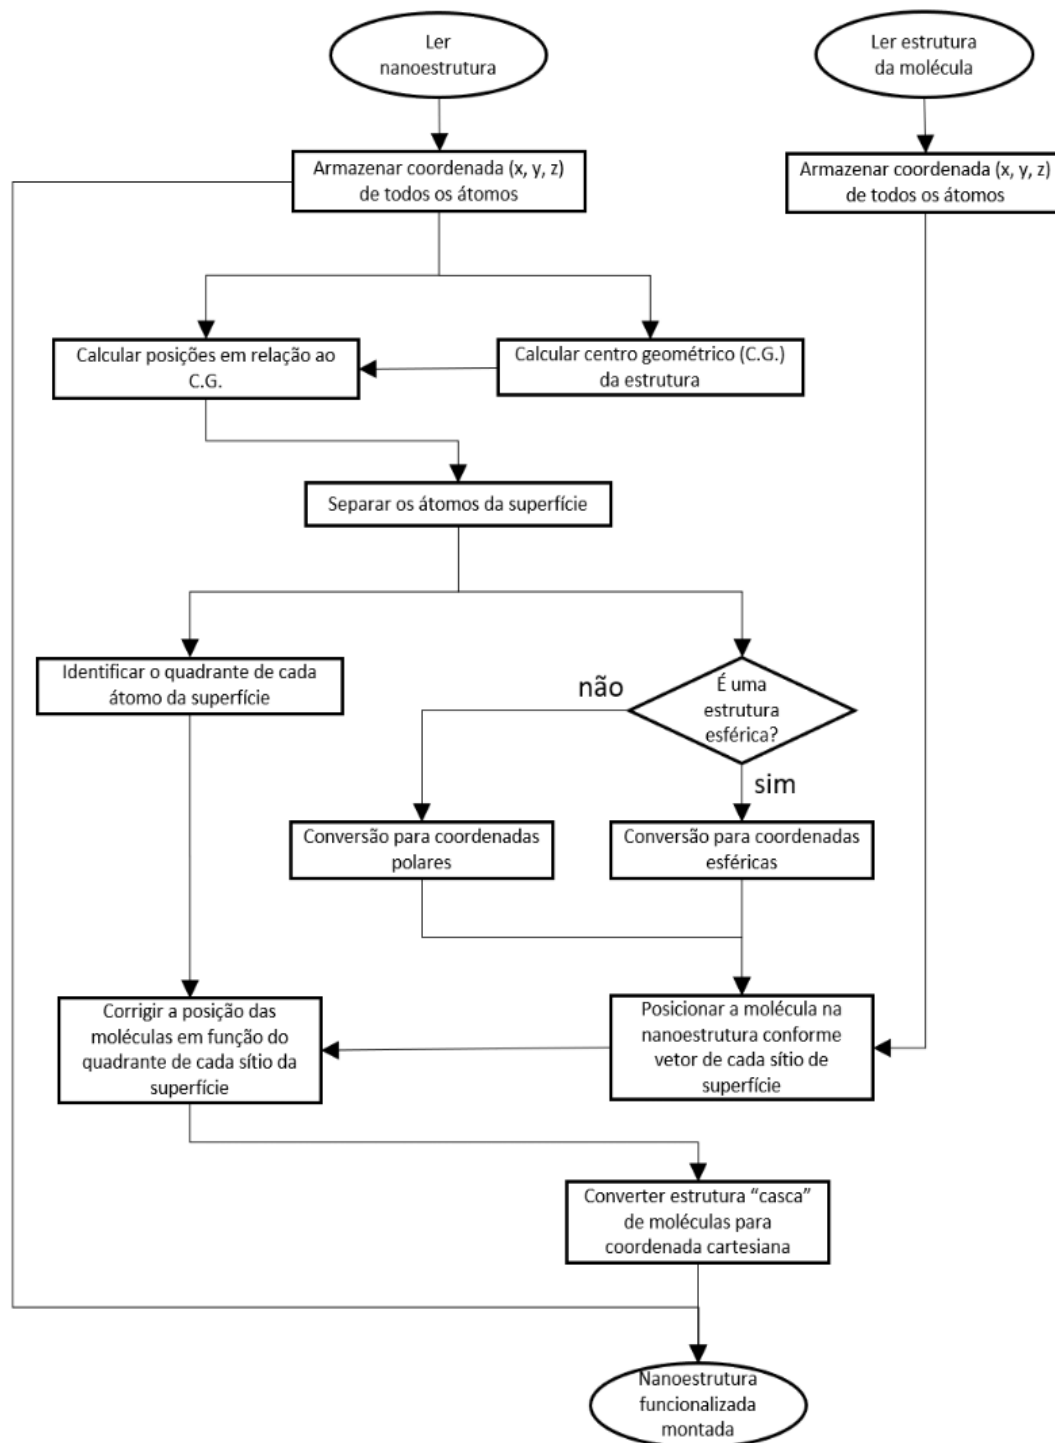 Ler
nanoestrutura
Ler estrutura
da molécula
Armazenar coordenada (x, y, z)
de todos os átomos
Armazenar coordenada (x, y, z)
de todos os átomos
Calcular posições em relação ao
C.G.
Calcular centro geométrico (C.G.)
da estrutura
Separar os átomos da superfície
Identificar o quadrante de cada
átomo da superfície
não
É uma
estrutura
esférica?
sim
Conversão para coordenadas
polares
Conversão para coordenadas
esféricas
Corrigir a posição das
moléculas em função do
quadrante de cada sítio da
superfície
Posicionar a molécula na
nanoestrutura conforme
vetor de cada sítio de
superfície
Converter estrutura “casca”
de moléculas para
coordenada cartesiana
Nanoestrutura
funcionalizada
montada